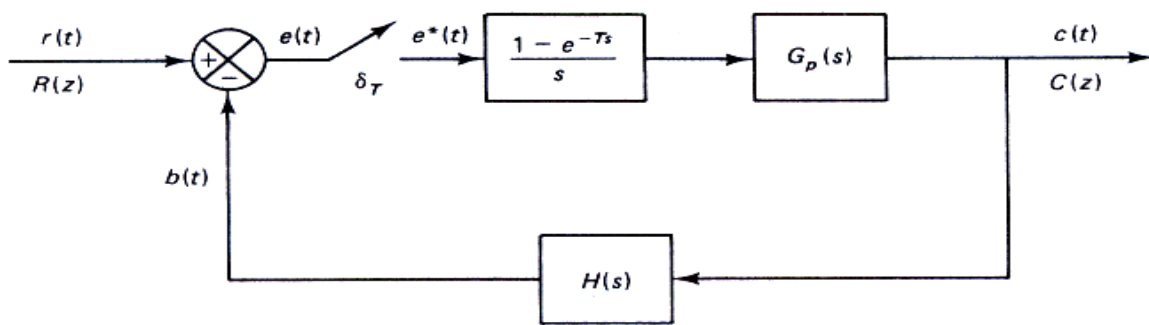 r(t)
R(z)
+
−
e(t)
δT
e*(t)
1 − e−Ts
s
Gp(s)
c(t)
C(z)
b(t)
H(s)